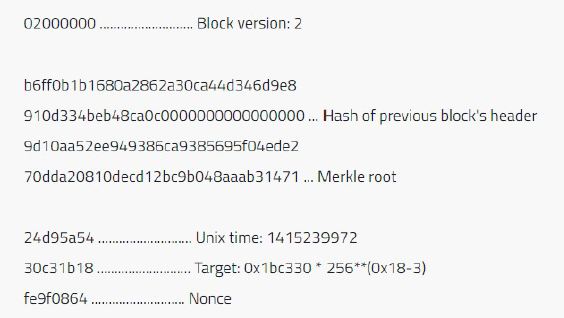 02000000 ........................... Block version: 2
b6ff0b1b1680a2862a30ca44d346d9e8
910d334beb48ca0c0000000000000000 ... Hash of previous block's header
9d10aa52ee949386ca9385695f04ede2
70dda20810decd12bc9b048aaab31471 ... Merkle root
24d95a54 ........................... Unix time: 1415239972
30c31b18 ........................... Target: 0x1bc330 * 256**(0x18-3)
fe9f0864 ........................... Nonce